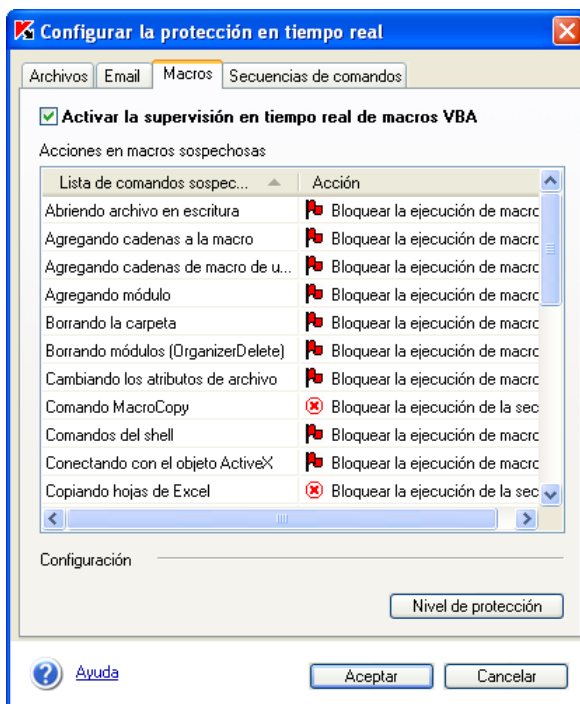 Configurar la protección en tiempo real
Archivos Email Macros Secuencias de comandos
Activar la supervisión en tiempo real de macros VBA
Acciones en macros sospechosas
Lista de comandos sospec... Acción
Abriendo archivo en escritura Bloquear la ejecución de macro
Agregando cadenas a la macro Bloquear la ejecución de macro
Agregando cadenas de macro de u... Bloquear la ejecución de macro
Agregando módulo Bloquear la ejecución de macro
Borrando la carpeta Bloquear la ejecución de macro
Borrando módulos (OrganizerDelete) Bloquear la ejecución de macro
Cambiando los atributos de archivo Bloquear la ejecución de macro
Comando MacroCopy Bloquear la ejecución de la sec
Comandos del shell Bloquear la ejecución de macro
Conectando con el objeto ActiveX Bloquear la ejecución de macro
Copiando hojas de Excel Bloquear la ejecución de la sec
Configuración
Nivel de protección
Ayuda Aceptar Cancelar